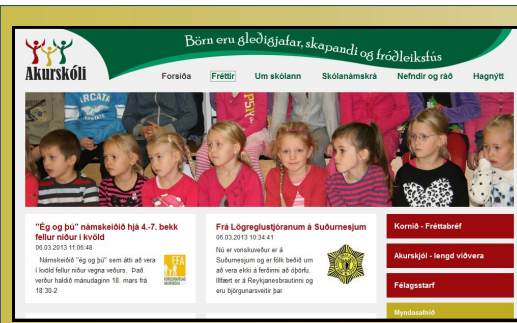 Börn eru gleðigjafar, skapandi og fróðleiksfús
Akurskóli
Forsíða Fréttir Um skólann Skólanámskrá Nefndir og ráð Hagnýtt
"Ég og þú" námskeiðið hjá 4.-7. bekk
fellur niður í kvöld
06.03.2013 11:06:48
Námskeiðið "ég og þú" sem átti að vera
í kvöld fellur niður vegna veðurs. Það
verður haldið mánudaginn 18. mars frá
18:30-2
FFA
Frá Lögreglustjóranum á Suðurnesjum
06.03.2013 10:34:41
Nú er vonskuveður er á
Suðurnesjum og er fólk beðið um
að vera ekki á ferðinni að óþörfu.
Illfært er á Reykjanesbrautinni og
eru björgunarsveitir þar
Kornið - Fréttabréf
Akurskjól - lengd viðvera
Félagsstarf
Myndasafnið